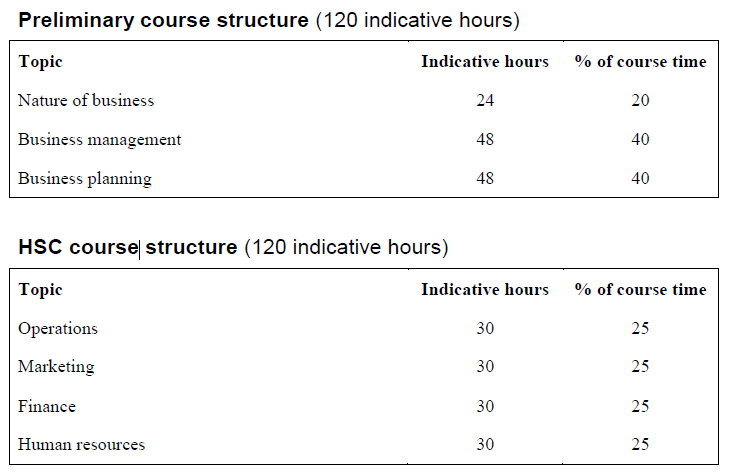 Preliminary course structure (120 indicative hours)
Topic Indicative hours % of course time
Nature of business 24 20
Business management 48 40
Business planning 48 40
HSC course structure (120 indicative hours)
Topic Indicative hours % of course time
Operations 30 25
Marketing 30 25
Finance 30 25
Human resources 30 25